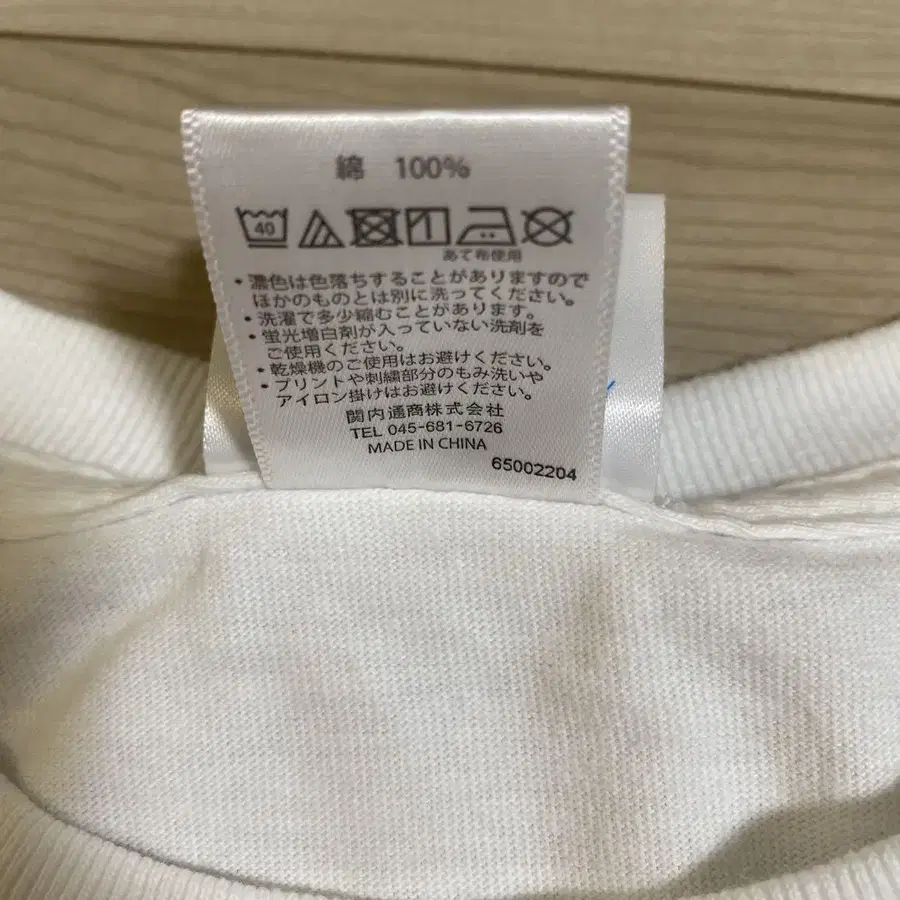 綿 100%
40
あて布使用
・濃色は色落ちすることがありますので
ほかのものとは別に洗ってください。
・洗濯で多少縮むことがあります。
・蛍光増白剤が入っていない洗剤を
ご使用ください。
・乾燥機のご使用はお避けください。
・プリントや刺繍部分のもみ洗いや
アイロン掛けはお避けください。
関内通商株式会社
TEL 045-681-6726
MADE IN CHINA
65002204